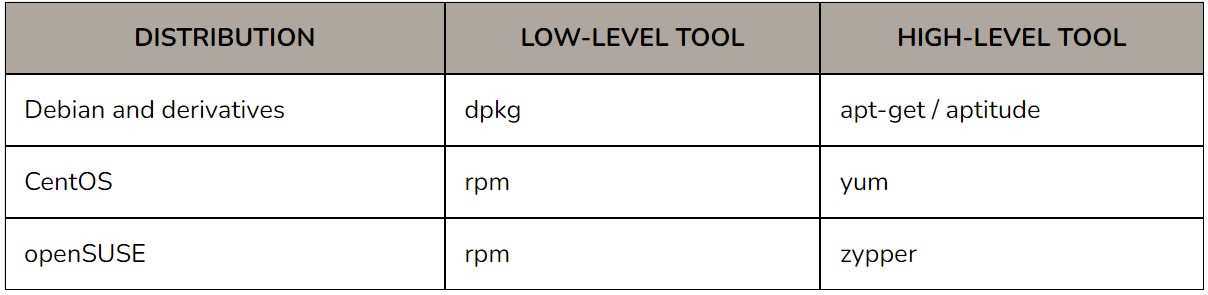 DISTRIBUTION LOW-LEVEL TOOL HIGH-LEVEL TOOL
Debian and derivatives dpkg apt-get / aptitude
CentOS rpm yum
openSUSE rpm zypper